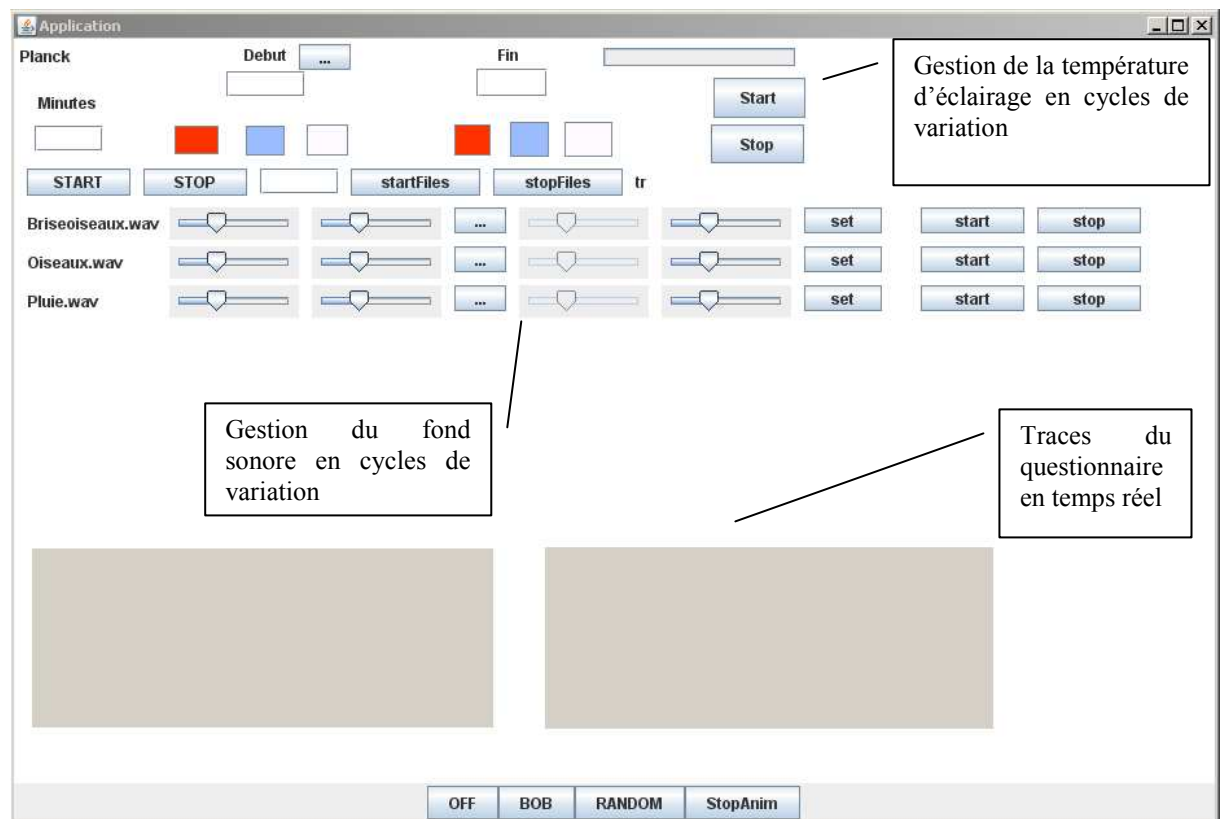 Application
Planck Debut ... Fin
Minutes
Start
Stop
Gestion de la température
d'éclairage en cycles de
variation
START STOP startFiles stopFiles tr
Briseoiseaux.wav ... set start stop
Oiseaux.wav ... set start stop
Pluie.wav ... set start stop
Gestion du fond
sonore en cycles de
variation
Traces du
questionnaire
en temps réel
OFF BOB RANDOM StopAnim